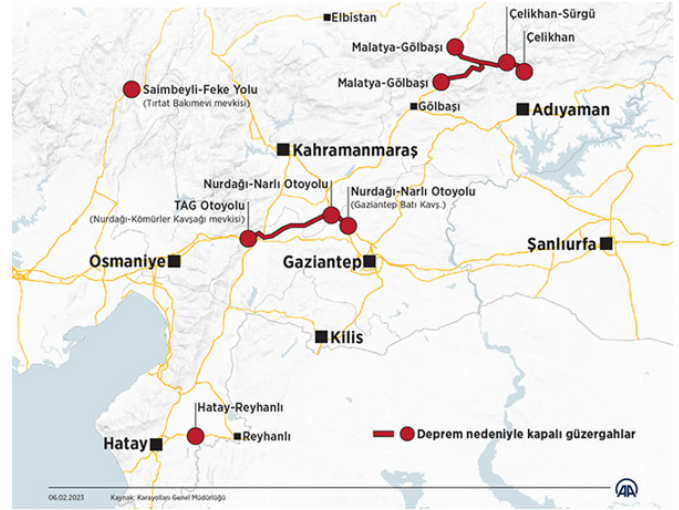 Elbistan
Çelikhan-Sürgü
Malatya-Gölbaşı
Çelikhan
Malatya-Gölbaşı
Saimbeyli-Feke Yolu
(Tırtat Bakımevi mevkisi)
Gölbaşı
Adıyaman
Kahramanmaraş
Nurdağı-Narlı Otoyolu
Nurdağı-Narlı Otoyolu
(Gaziantep Batı Kavş.)
TAG Otoyolu
(Nurdağı-Kömürler Kavşağı mevkisi)
Şanlıurfa
Osmaniye
Gaziantep
Kilis
Hatay-Reyhanlı
Hatay
Reyhanlı
Deprem nedeniyle kapalı güzergahlar
06.02.2023
Kaynak: Karayolları Genel Müdürlüğü
AA